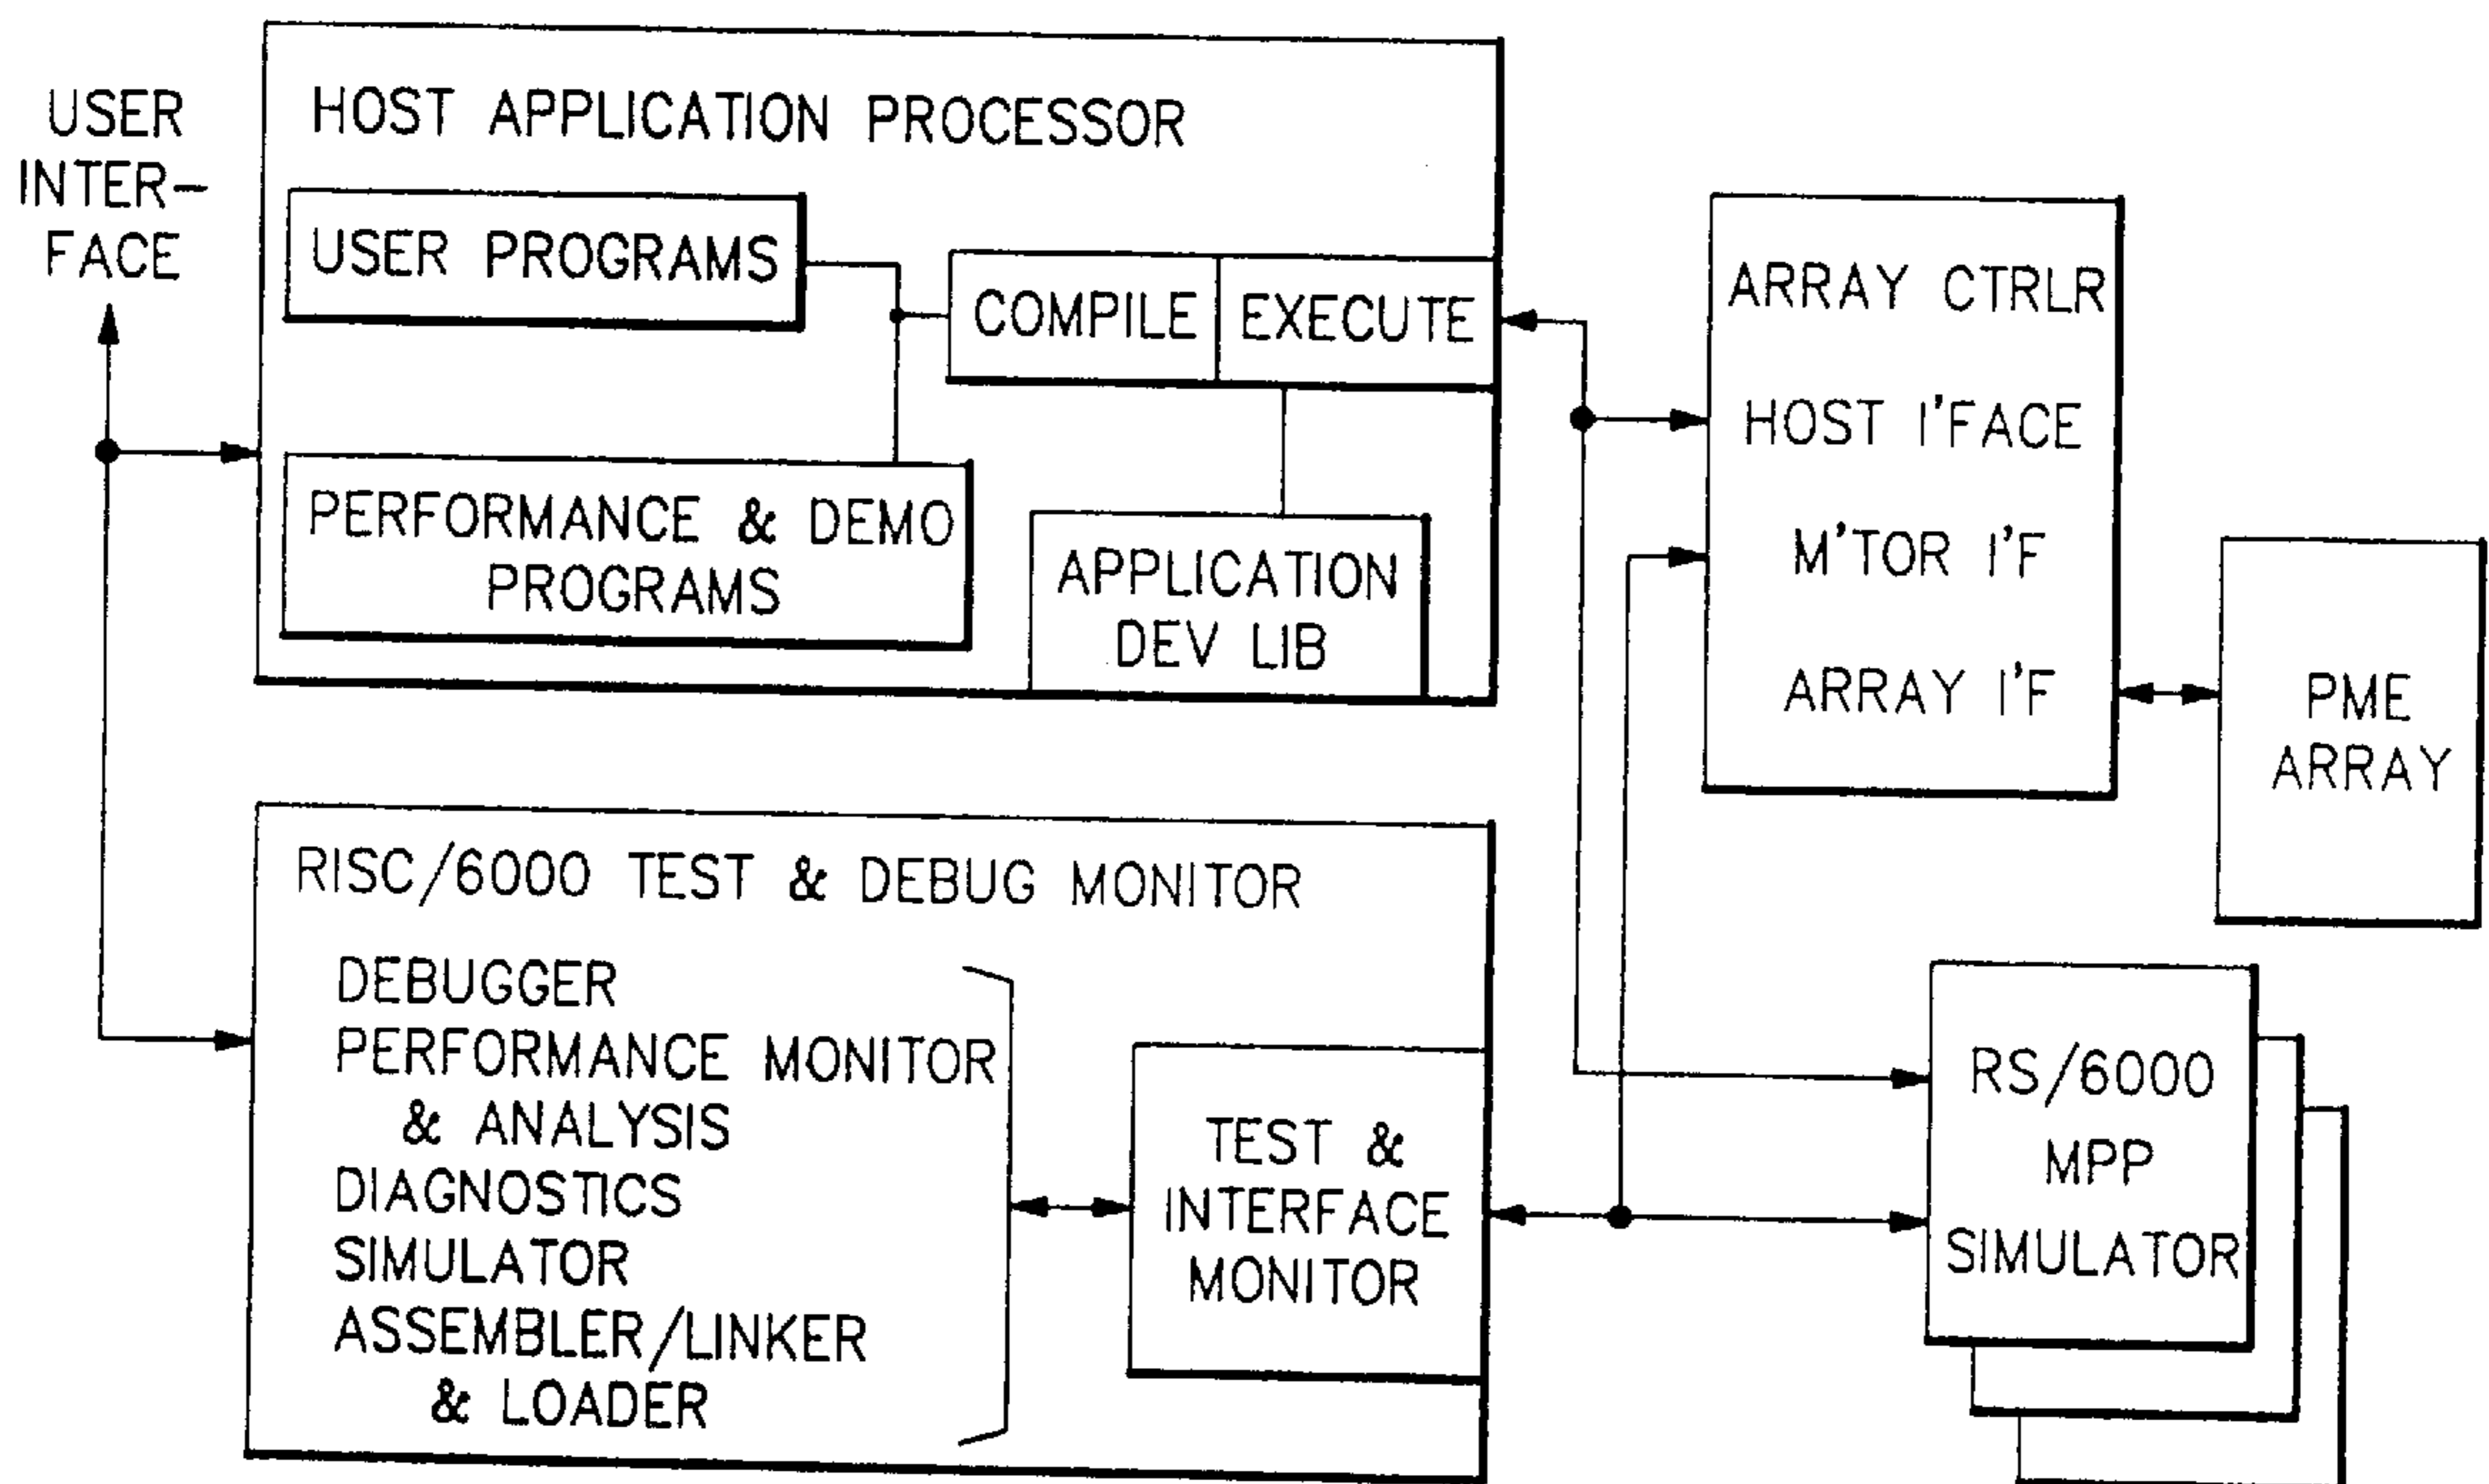 USER
INTER-
FACE
HOST APPLICATION PROCESSOR
USER PROGRAMS
COMPILE
EXECUTE
PERFORMANCE & DEMO
PROGRAMS
APPLICATION
DEV LIB
ARRAY CTRLR
HOST I'FACE
M'TOR I'F
ARRAY I'F
PME
ARRAY
RISC/6000 TEST & DEBUG MONITOR
DEBUGGER
PERFORMANCE MONITOR
& ANALYSIS
DIAGNOSTICS
SIMULATOR
ASSEMBLER/LINKER
& LOADER
TEST &
INTERFACE
MONITOR
RS/6000
MPP
SIMULATOR